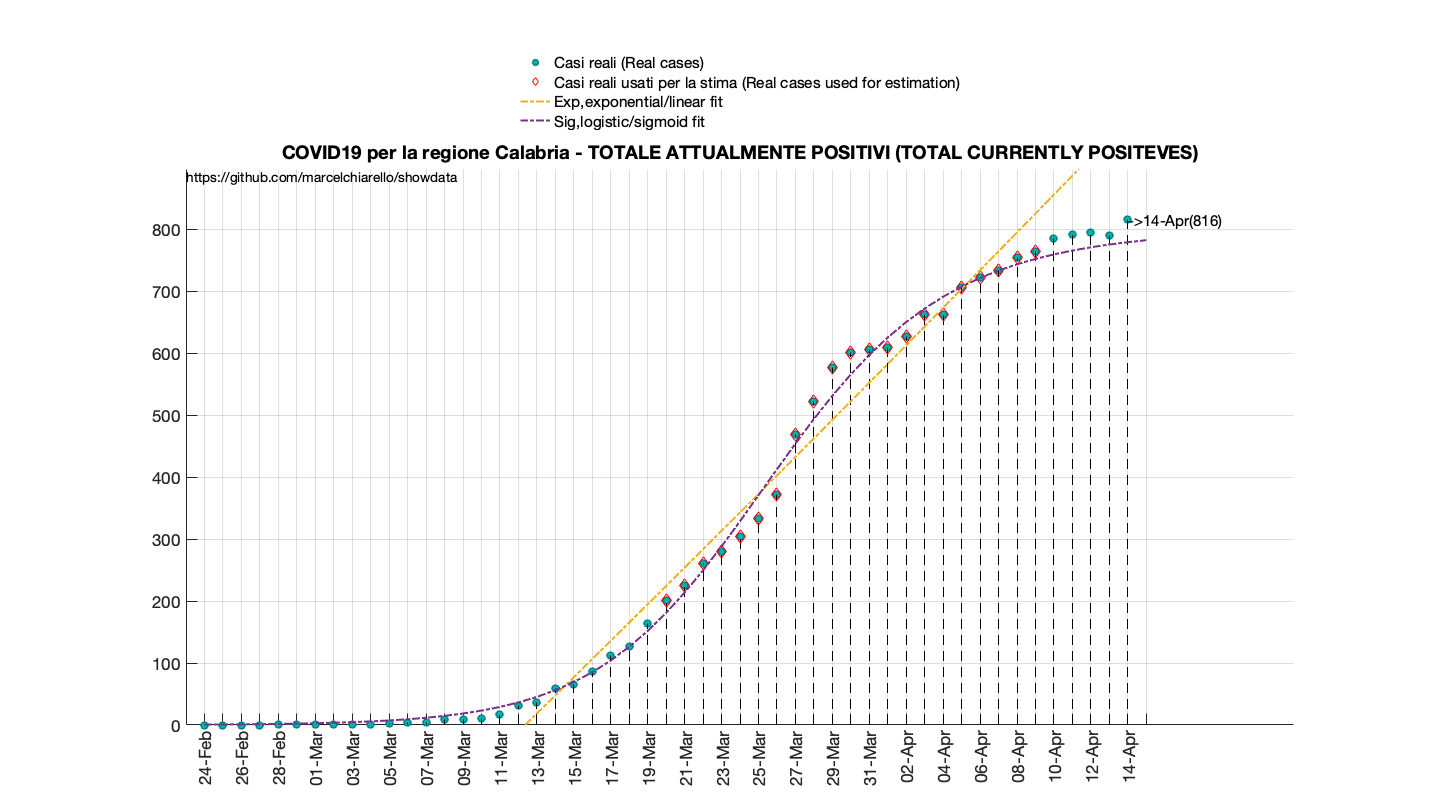 Casi reali (Real cases)
Casi reali usati per la stima (Real cases used for estimation)
Exp,exponential/linear fit
Sig,logistic/sigmoid fit
COVID19 per la regione Calabria - TOTALE ATTUALMENTE POSITIVI (TOTAL CURRENTLY POSITEVES)
https://github.com/marcelchiarello/showdata
->14-Apr(816)
800
700
600
500
400
300
200
100
0
24-Feb
26-Feb
28-Feb
01-Mar
03-Mar
05-Mar
07-Mar
09-Mar
11-Mar
13-Mar
15-Mar
17-Mar
19-Mar
21-Mar
23-Mar
25-Mar
27-Mar
29-Mar
31-Mar
02-Apr
04-Apr
06-Apr
08-Apr
10-Apr
12-Apr
14-Apr